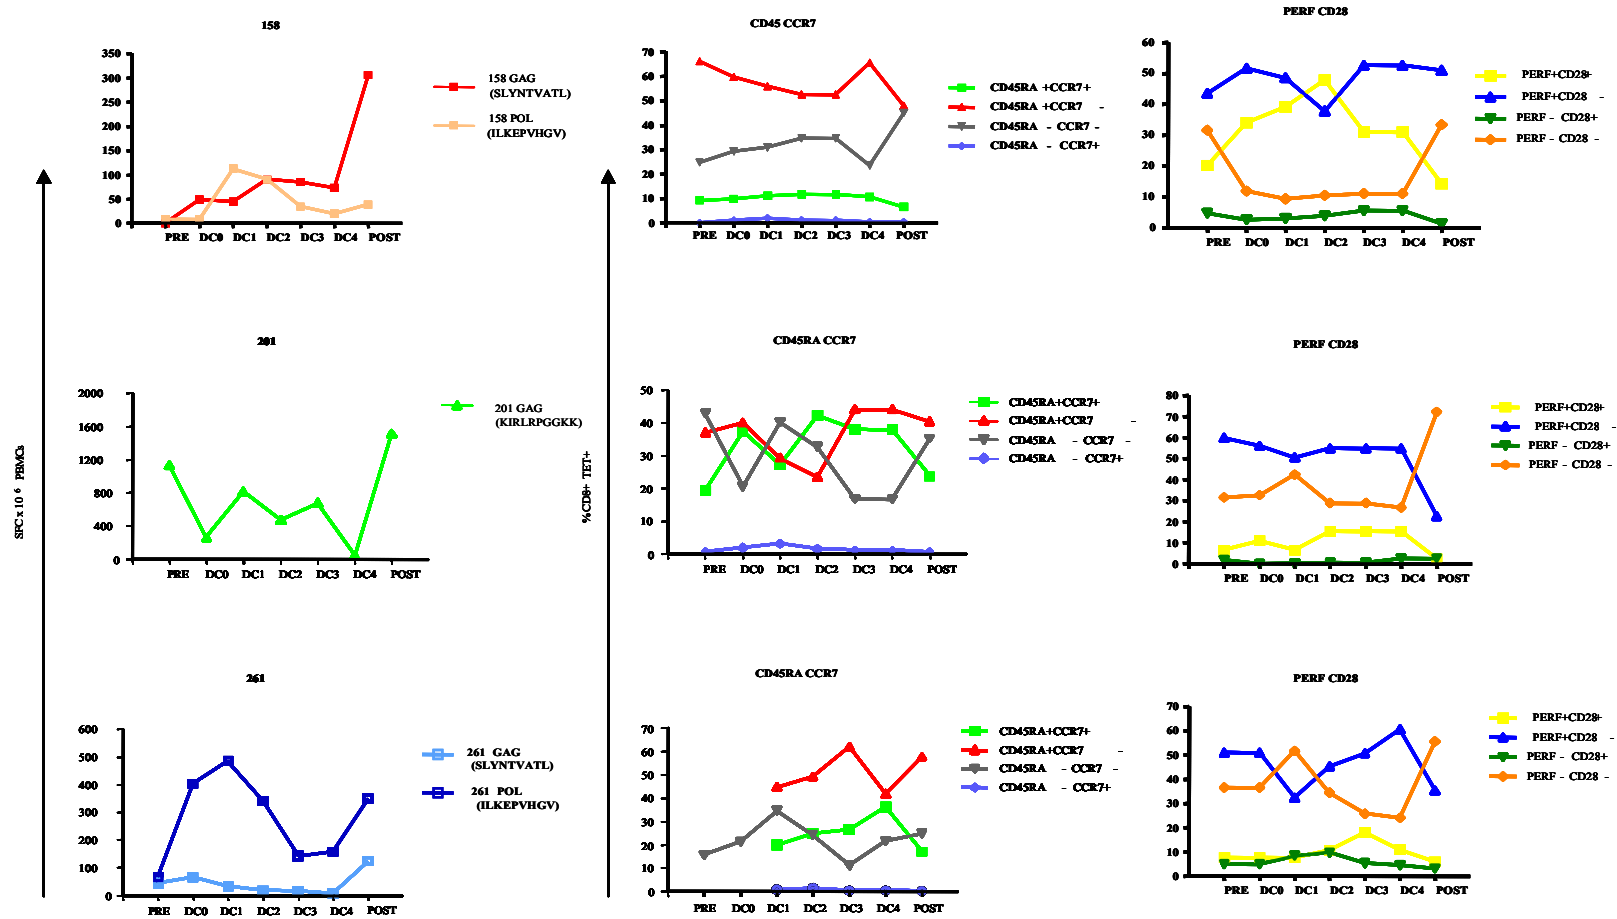 158
350
300
250
200
150
100
50
0
PRE DC0 DC1 DC2 DC3 DC4 POST
158 GAG
(SLYNTVATL)
158 POL
(ILKEPVHGV)
CD45 CCR7
70
60
50
40
30
20
10
0
PRE DC0 DC1 DC2 DC3 DC4 POST
CD45RA +CCR7+
CD45RA +CCR7 -
CD45RA - CCR7 -
CD45RA - CCR7+
PERF CD28
60
50
40
30
20
10
0
PRE DC0 DC1 DC2 DC3 DC4 POST
PERF+CD28+
PERF+CD28 -
PERF - CD28+
PERF - CD28 -
SFC x 10 6 PBMCs
%CD8+ TET+
201
2000
1600
1200
800
400
0
PRE DC0 DC1 DC2 DC3 DC4 POST
201 GAG
(KIRLRPGGKK)
CD45RA CCR7
50
40
30
20
10
0
PRE DC0 DC1 DC2 DC3 DC4 POST
CD45RA+CCR7+
CD45RA+CCR7 -
CD45RA - CCR7 -
CD45RA - CCR7+
PERF CD28
80
70
60
50
40
30
20
10
0
PRE DC0 DC1 DC2 DC3 DC4 POST
PERF+CD28+
PERF+CD28 -
PERF - CD28+
PERF - CD28 -
261
600
500
400
300
200
100
0
PRE DC0 DC1 DC2 DC3 DC4 POST
261 GAG
(SLYNTVATL)
261 POL
(ILKEPVHGV)
CD45RA CCR7
70
60
50
40
30
20
10
0
PRE DC0 DC1 DC2 DC3 DC4 POST
CD45RA+CCR7+
CD45RA+CCR7 -
CD45RA - CCR7 -
CD45RA - CCR7+
PERF CD28
70
60
50
40
30
20
10
0
PRE DC0 DC1 DC2 DC3 DC4 POST
PERF+CD28+
PERF+CD28 -
PERF - CD28+
PERF - CD28 -